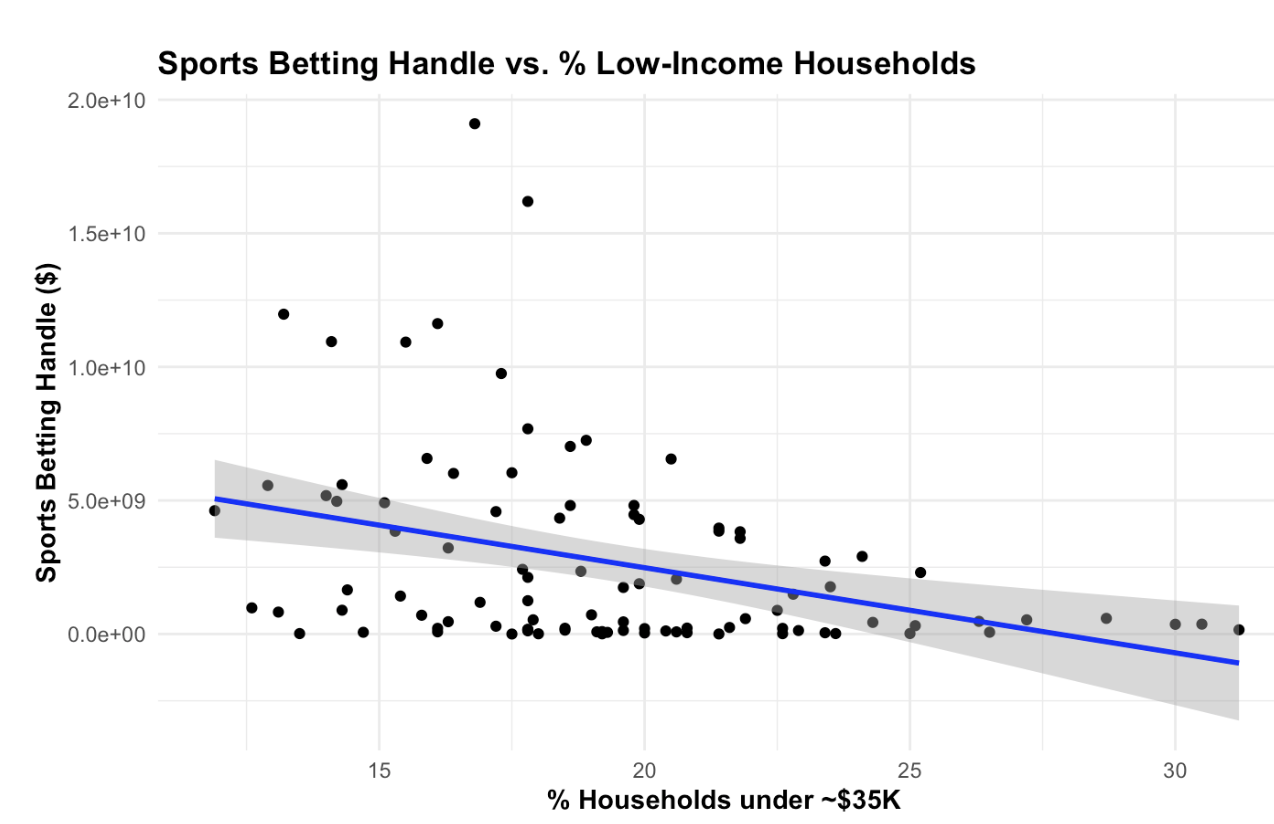 Sports Betting Handle vs. % Low-Income Households
2.0e+10
1.5e+10
1.0e+10
5.0e+09
0.0e+00
Sports Betting Handle ($)
15 20 25 30
% Households under ~$35K